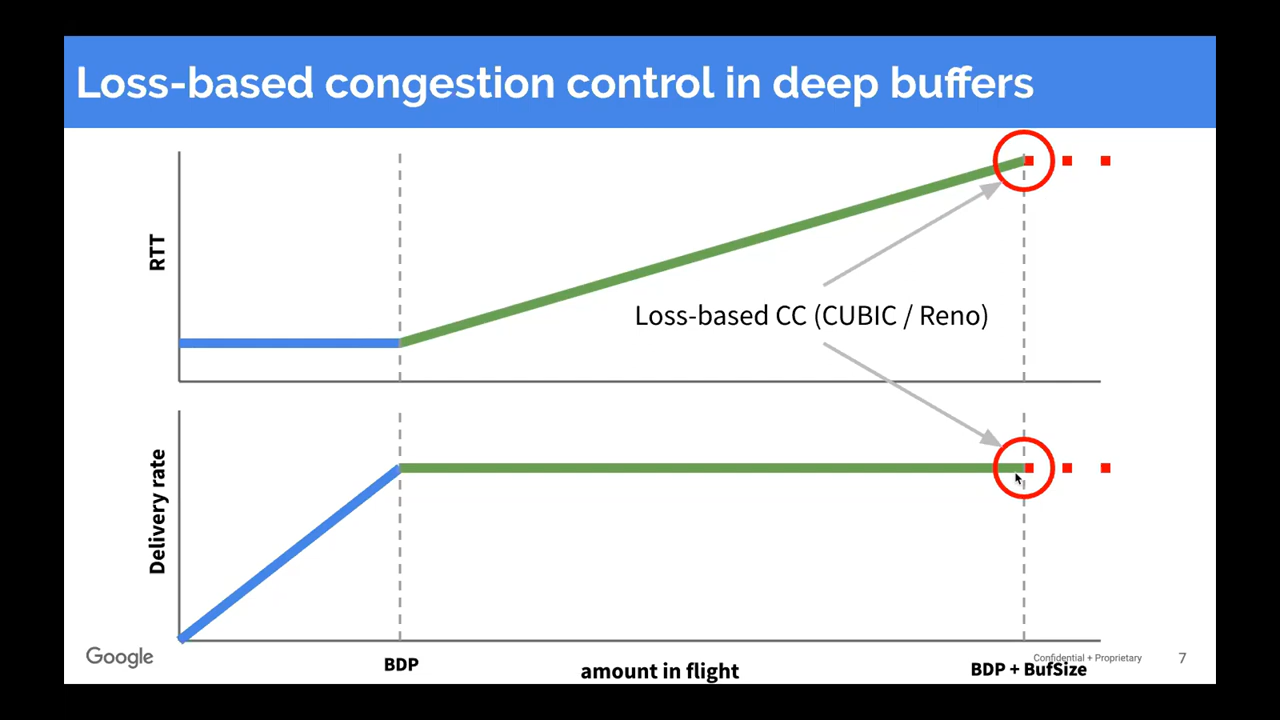 Loss-based congestion control in deep buffers
RTT
Loss-based CC (CUBIC / Reno)
Delivery rate
Google
BDP
amount in flight
BDP + BufSize
Confidential + Proprietary
7